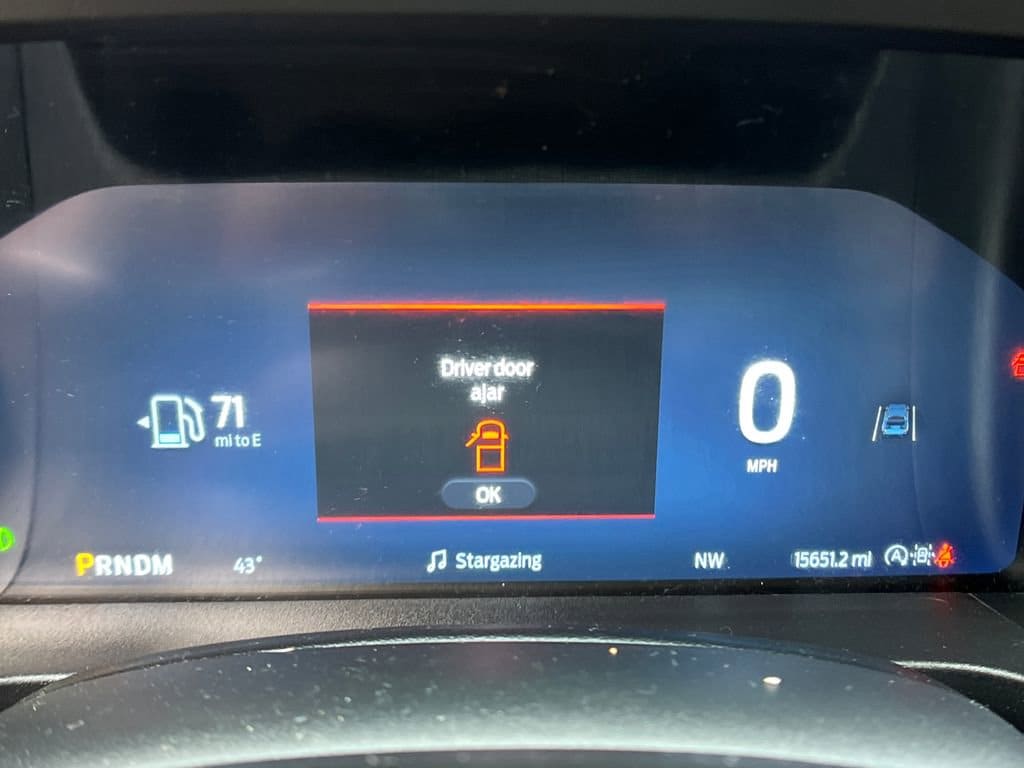 Driver door
ajar
OK
71
mi to E
0
MPH
PRNDM
43°
Stargazing
NW
15651.2 mi
A